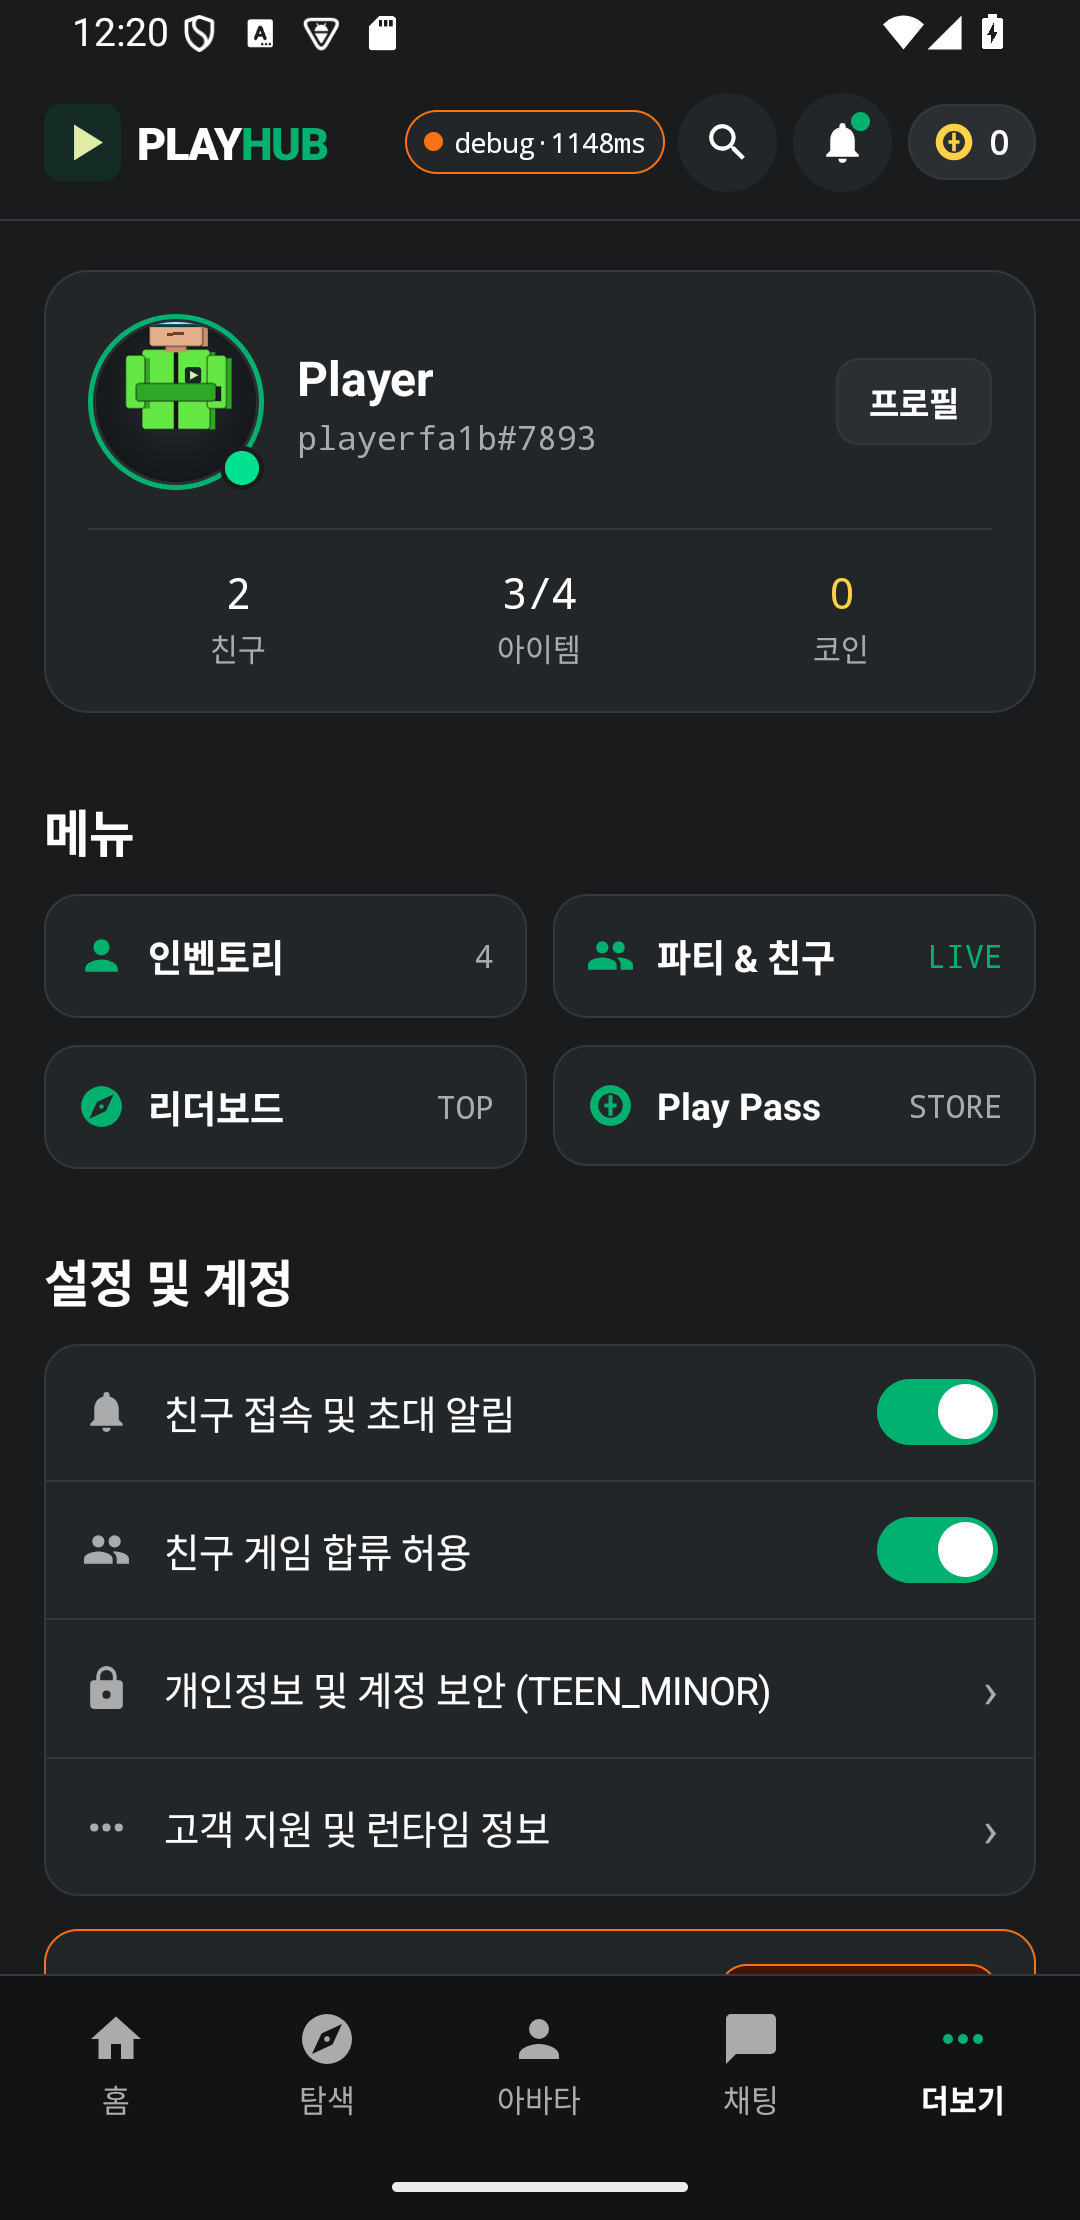 12:20
PLAYHUB
debug·1148ms
0
Player
playerfa1b#7893
프로필
2
친구
3/4
아이템
0
코인
메뉴
인벤토리
4
파티 & 친구
LIVE
리더보드
TOP
Play Pass
STORE
설정 및 계정
친구 접속 및 초대 알림
친구 게임 합류 허용
개인정보 및 계정 보안 (TEEN_MINOR)
고객 지원 및 런타임 정보
홈
탐색
아바타
채팅
더보기